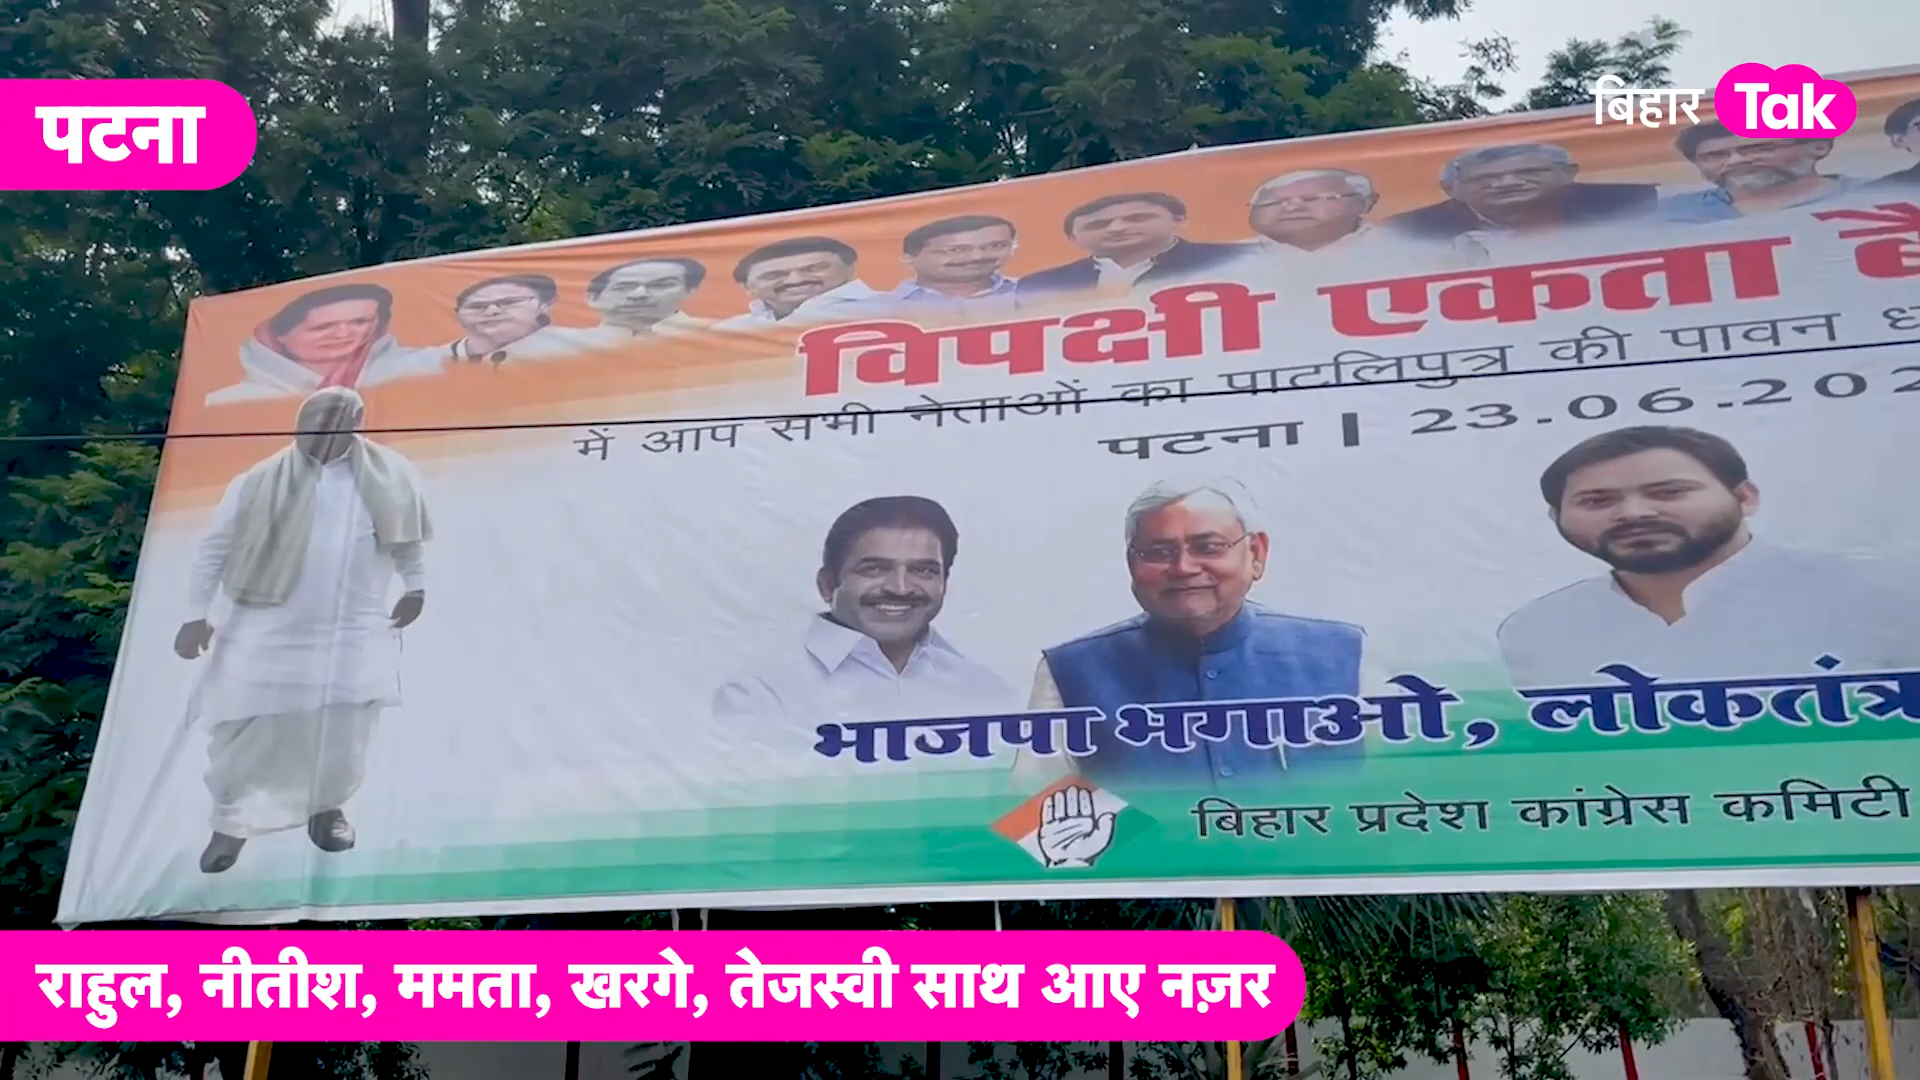 पटना
बिहार Tak
विपक्षी एकता
में आप सभी नेताओं का पाटलिपुत्र की पावन
पटना | 23.06.202
भाजपा भगाओ, लोकतंत्र
बिहार प्रदेश कांग्रेस कमिटी
राहुल, नीतीश, ममता, खरगे, तेजस्वी साथ आए नज़र